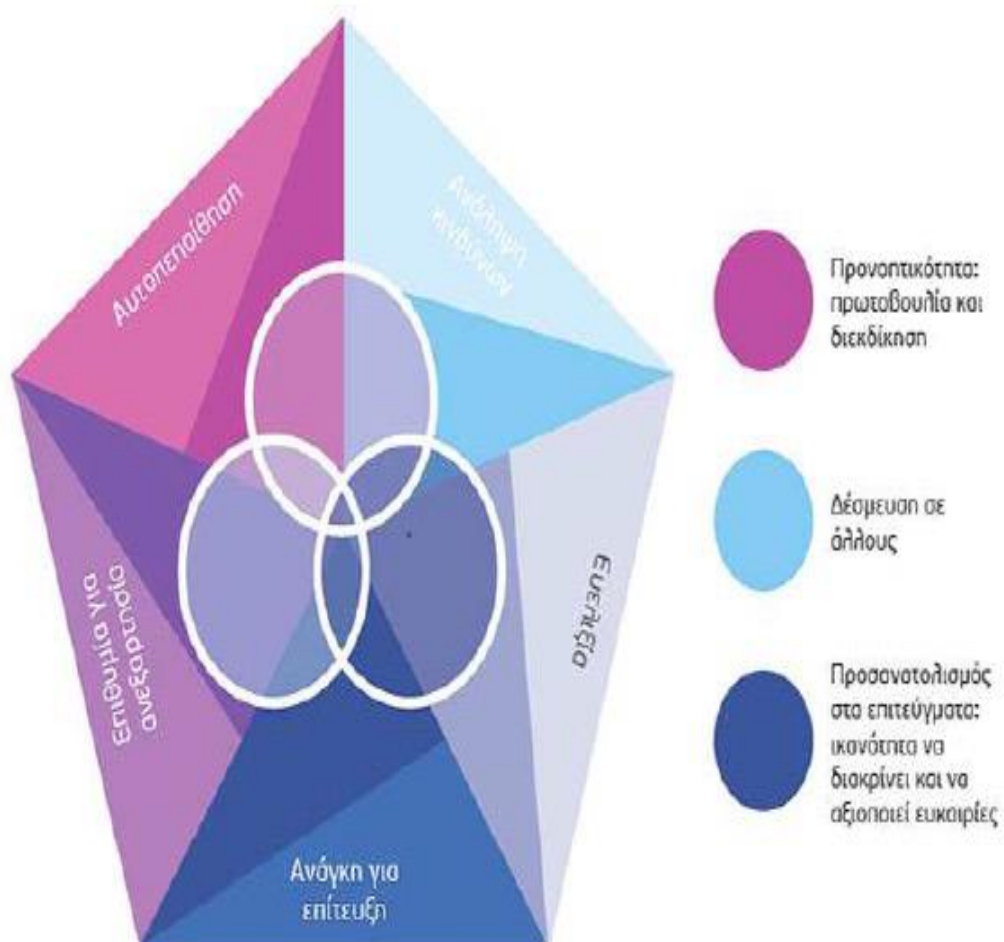 Αυτοπεποίθηση
Ανάληψη
κινδύνων
Επιθυμία για
ανεξαρτησία
Ευελιξία
Ανάγκη για
επίτευξη
Προνοητικότητα:
πρωτοβουλία και
διεκδίκηση
Δέσμευση σε
άλλους
Προσανατολισμός
στα επιτεύγματα:
ικανότητα να
διακρίνει και να
αξιοποιεί ευκαιρίες